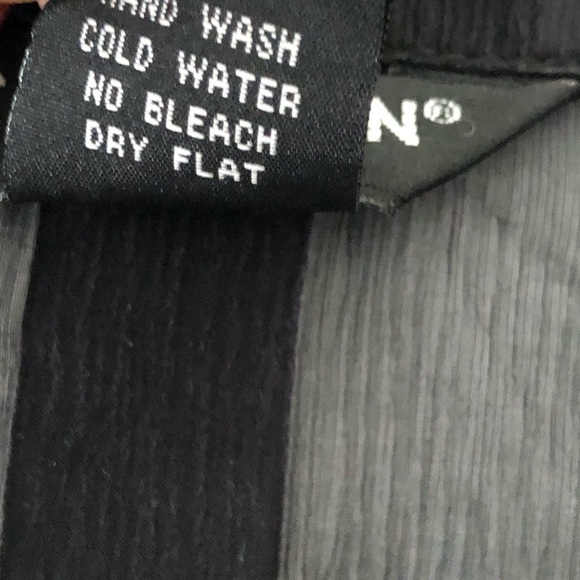 HAND WASH
COLD WATER
NO BLEACH
DRY FLAT
N®